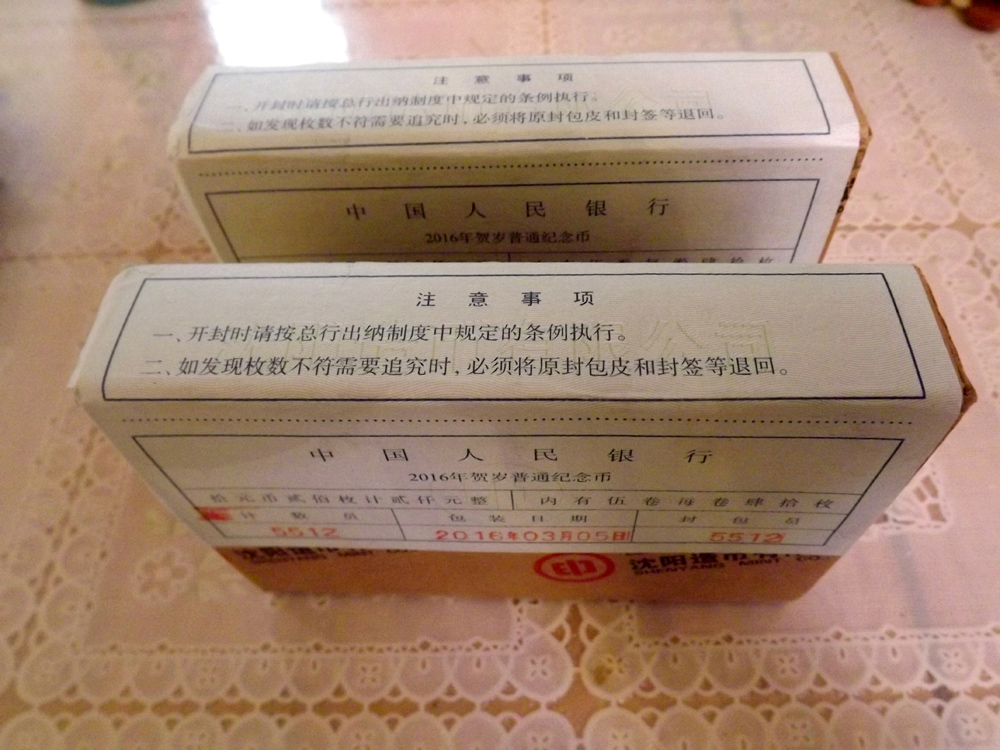 注意事项
一、开封时请按总行出纳制度中规定的条例执行。
二、如发现枚数不符需要追究时,必须将原封包皮和封签等退回。
中国人民银行
2016年贺岁普通纪念币
注意事项
一、开封时请按总行出纳制度中规定的条例执行。
二、如发现枚数不符需要追究时,必须将原封包皮和封签等退回。
中国人民银行
2016年贺岁普通纪念币
拾元币贰佰枚计贰仟元整 内有伍卷每卷肆拾枚
计数员 包装日期 封包员
5512 2016年03月05日 5512
沈阳造币 印 沈阳造币
SHENYANG MINT CO